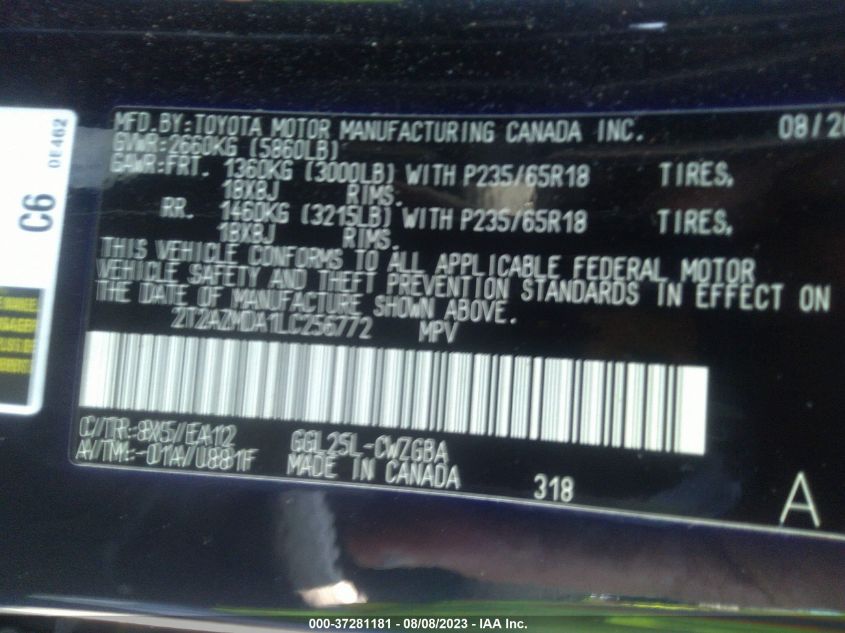 MFD.BY:TOYOTA MOTOR MANUFACTURING CANADA INC. 08/20
GVWR:2660KG (5860LB)
GAWR:FRT. 1360KG (3000LB) WITH P235/65R18 TIRES,
18X8J RIMS.
RR. 1460KG (3215LB) WITH P235/65R18 TIRES,
18X8J RIMS.
THIS VEHICLE CONFORMS TO ALL APPLICABLE FEDERAL MOTOR
VEHICLE SAFETY AND THEFT PREVENTION STANDARDS IN EFFECT ON
THE DATE OF MANUFACTURE SHOWN ABOVE.
2T2AZMDA1LC256772 MPV
C/TR:8X5/EA12
A/TM:-01A/U881F
GGL25L-CWZGBA
MADE IN CANADA
318
A
C6
0E462
000-37281181 - 08/08/2023 - IAA Inc.